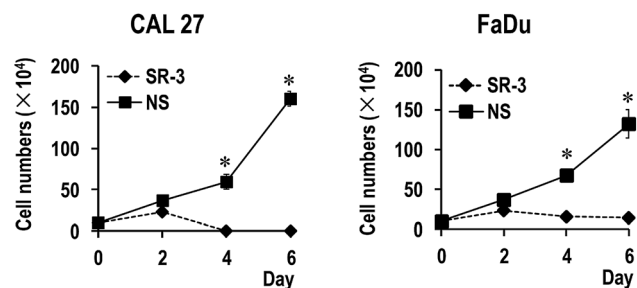 CAL 27
Cell numbers (×10⁴)
200
150
100
50
0
SR-3
NS
*
*
0 2 4 6
Day
FaDu
Cell numbers (×10⁴)
200
150
100
50
0
SR-3
NS
*
*
0 2 4 6
Day